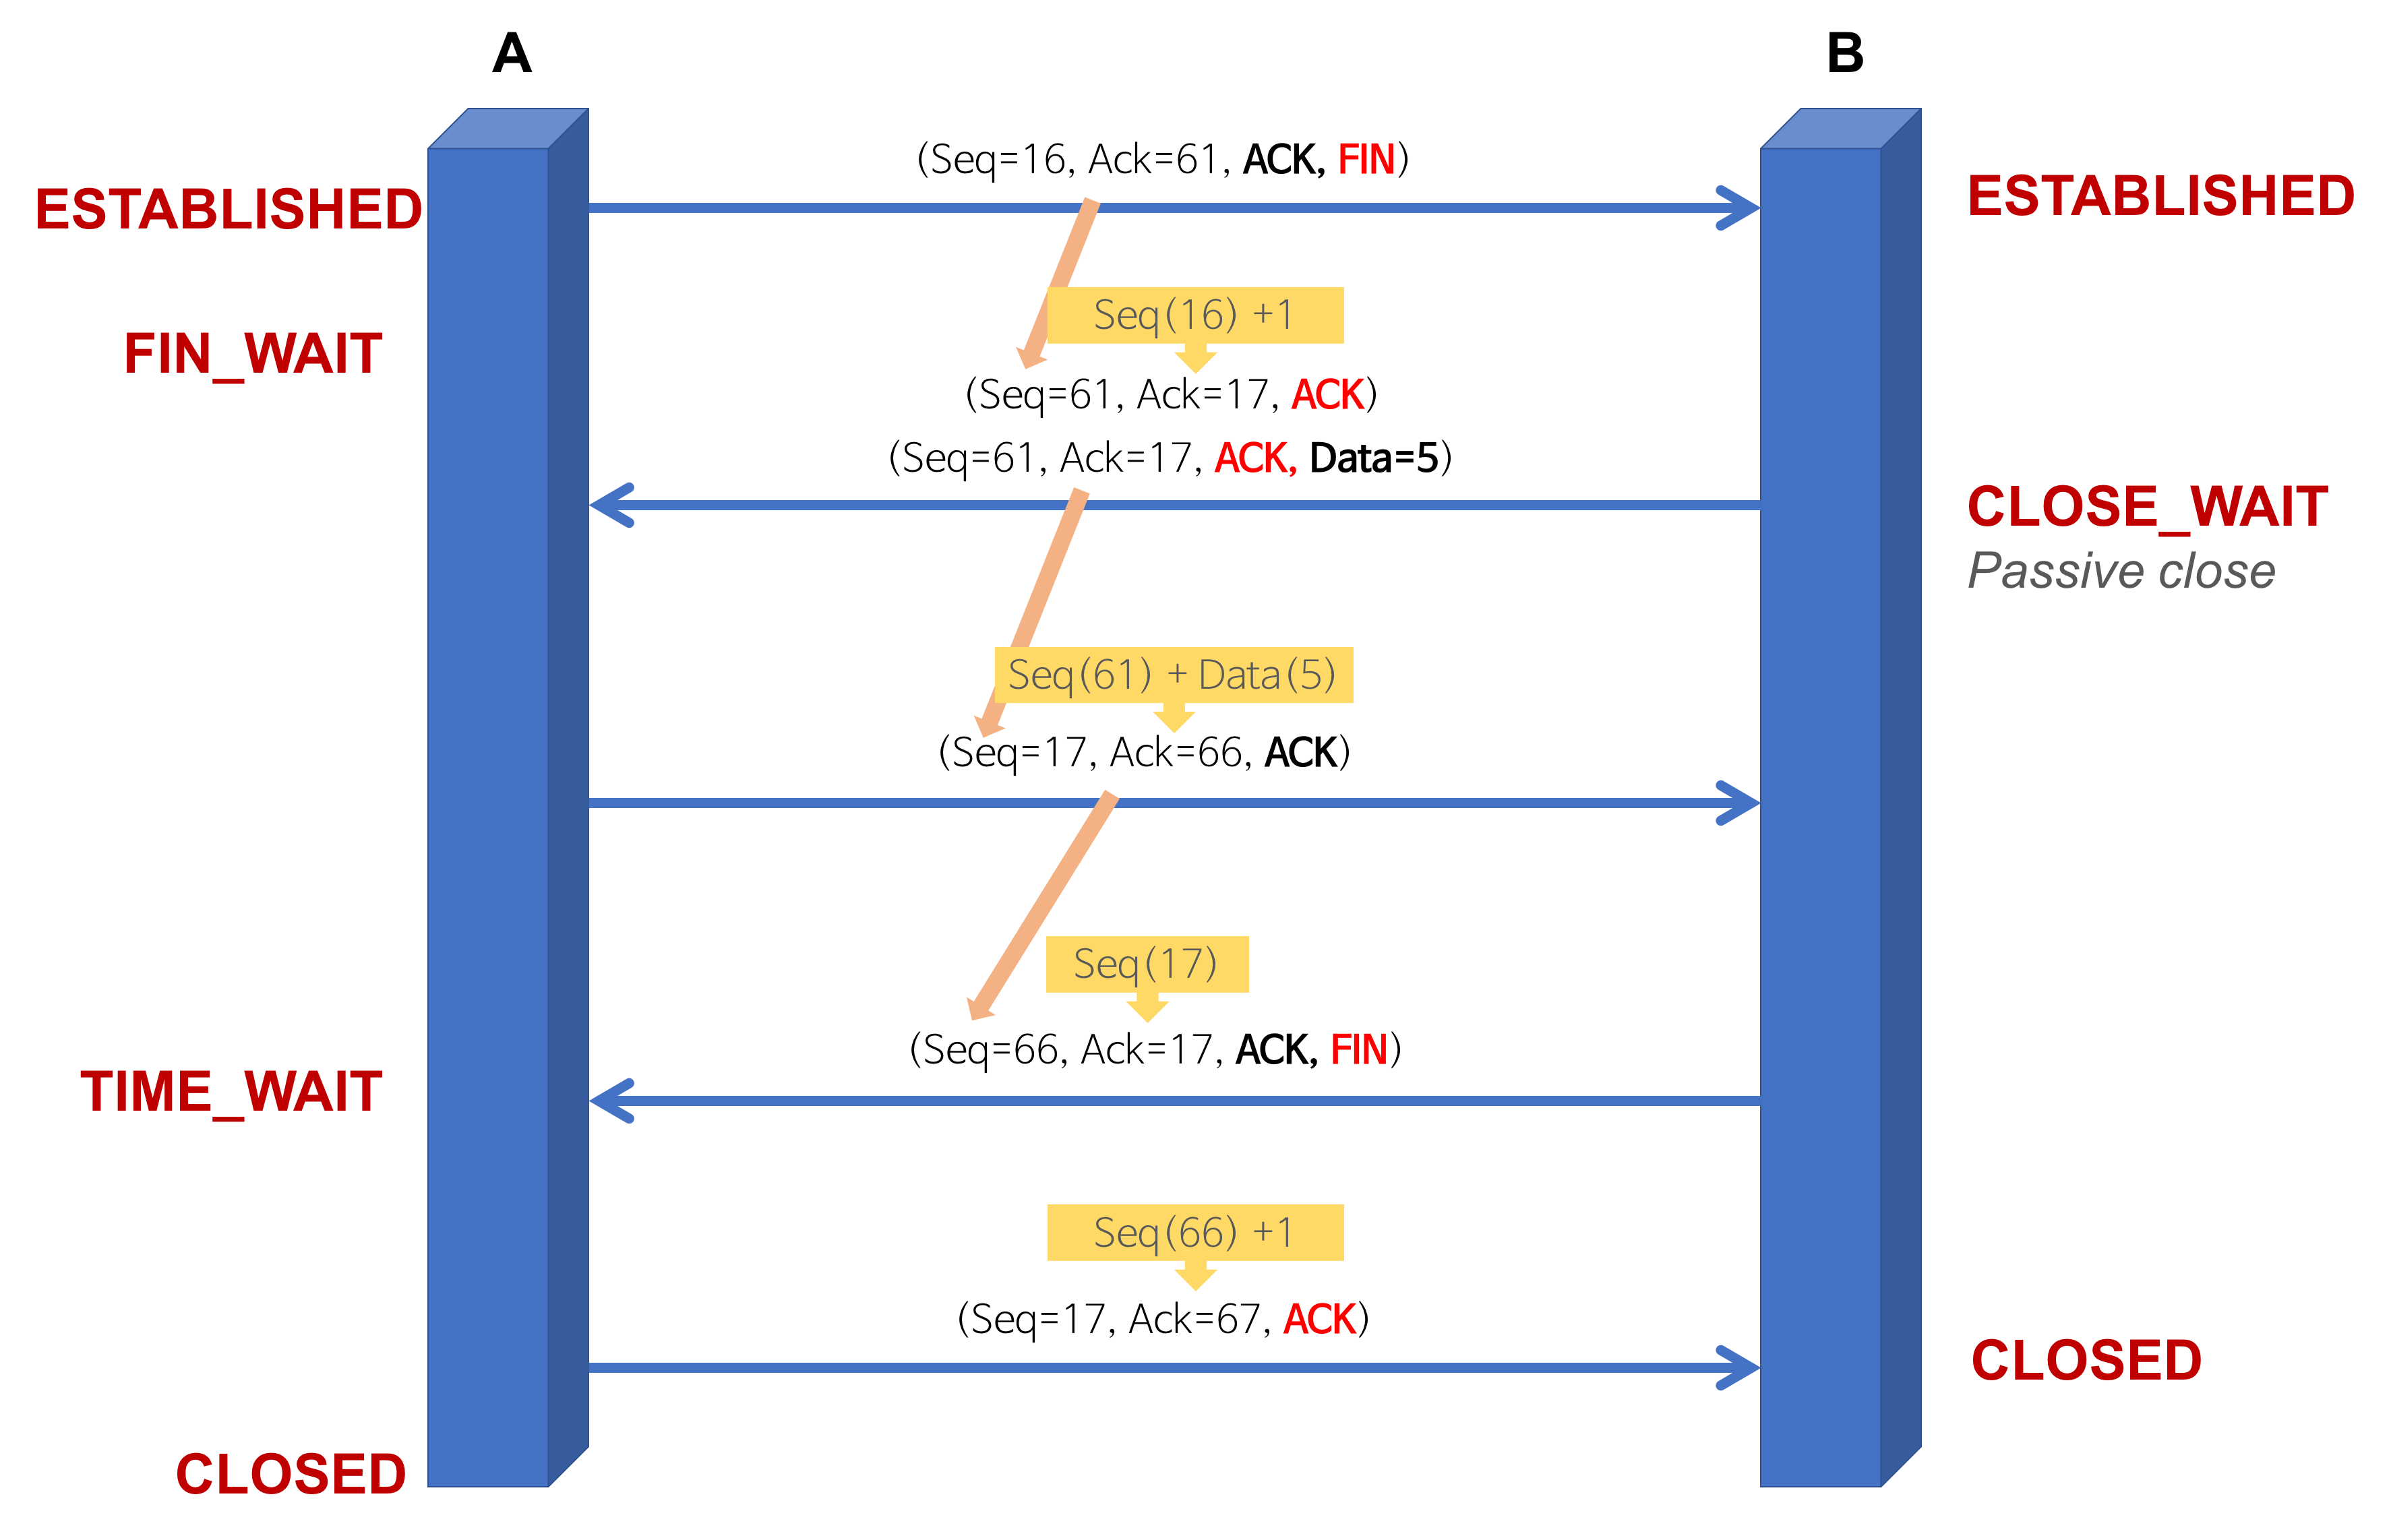 A
B
(Seq=16, Ack=61, ACK, FIN)
ESTABLISHED
ESTABLISHED
Seq(16) +1
FIN_WAIT
(Seq=61, Ack=17, ACK)
(Seq=61, Ack=17, ACK, Data=5)
CLOSE_WAIT
Passive close
Seq(61) + Data(5)
(Seq=17, Ack=66, ACK)
Seq(17)
(Seq=66, Ack=17, ACK, FIN)
TIME_WAIT
Seq(66) +1
(Seq=17, Ack=67, ACK)
CLOSED
CLOSED